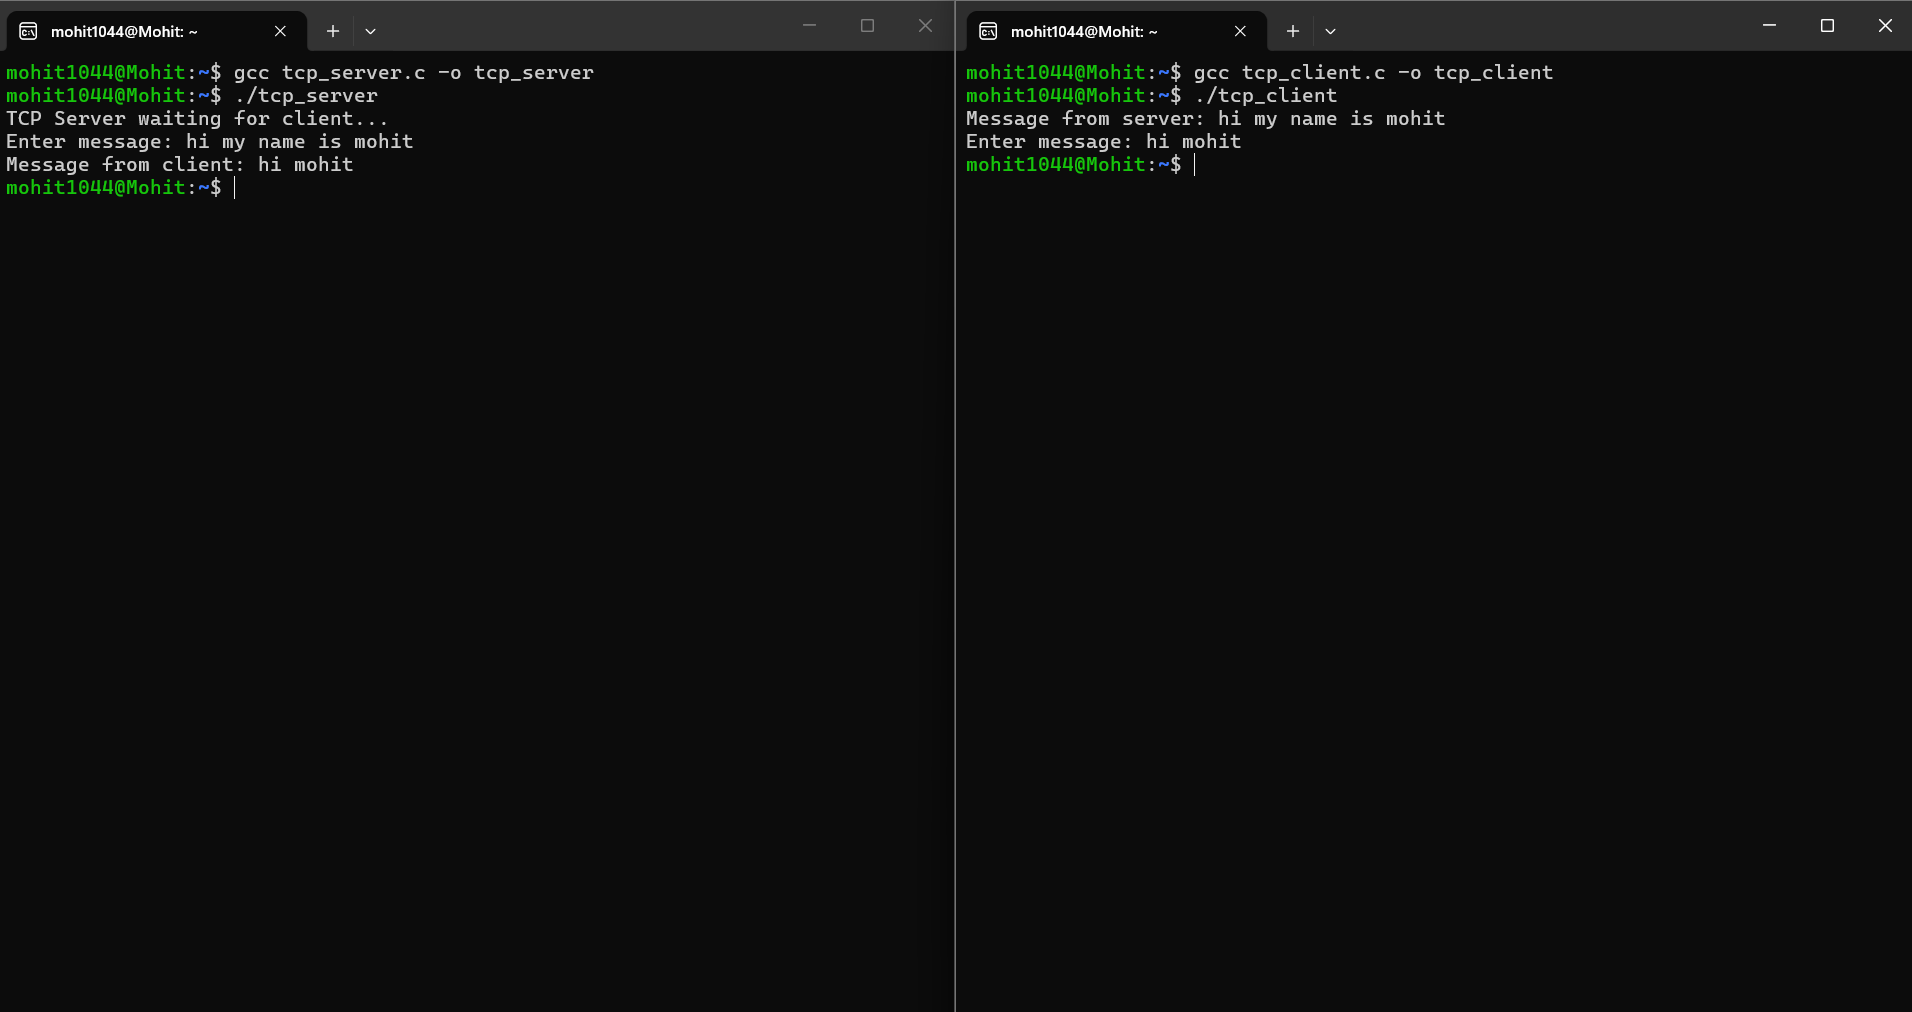 mohit1044@Mohit: ~
mohit1044@Mohit:~$ gcc tcp_server.c -o tcp_server
mohit1044@Mohit:~$ ./tcp_server
TCP Server waiting for client...
Enter message: hi my name is mohit
Message from client: hi mohit
mohit1044@Mohit:~$
mohit1044@Mohit: ~
mohit1044@Mohit:~$ gcc tcp_client.c -o tcp_client
mohit1044@Mohit:~$ ./tcp_client
Message from server: hi my name is mohit
Enter message: hi mohit
mohit1044@Mohit:~$